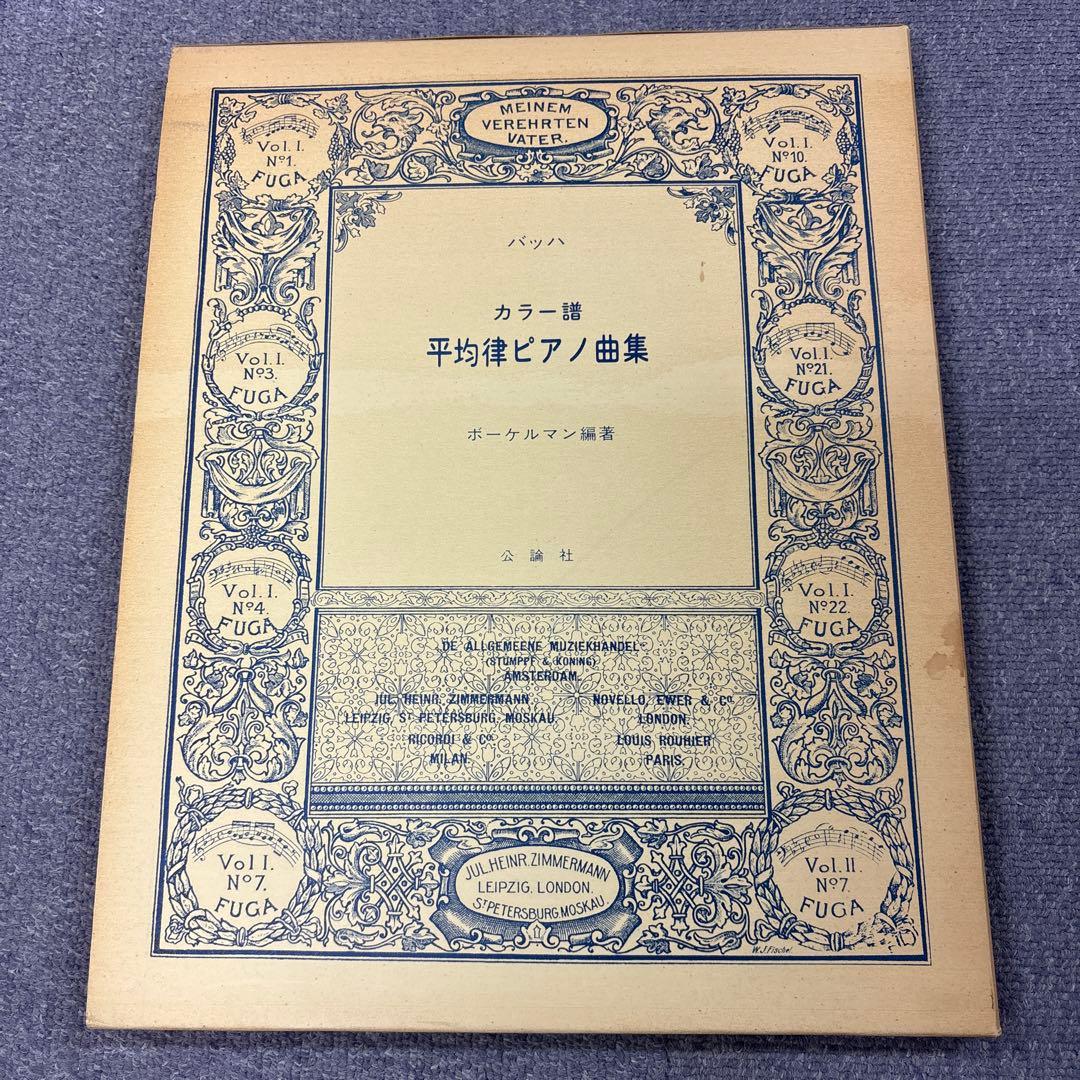 MEINEM
VEREHRTEN
VATER.
Vol. I.
Nº1.
FUGA
Vol. I.
Nº10.
FUGA
バッハ
カラー譜
平均律ピアノ曲集
ボーケルマン編著
公論社
Vol. I.
Nº3.
FUGA
Vol. I.
Nº21.
FUGA
Vol. I.
Nº4.
FUGA
Vol. I.
Nº22.
FUGA
DE ALLGEMEENE MUZIEKHANDEL
(STUMPFF & KONING)
AMSTERDAM.
JUL. HEINR. ZIMMERMANN
LEIPZIG, ST PETERSBURG, MOSKAU.
RICORDI & Cº
MILAN.
NOVELLO, EWER & Cº
LONDON.
LOUIS ROUHIER
PARIS.
Vol I.
Nº7.
FUGA
JUL. HEINR. ZIMMERMANN
LEIPZIG, LONDON.
ST PETERSBURG, MOSKAU
Vol. II.
Nº7.
FUGA
W.J.Fischel.